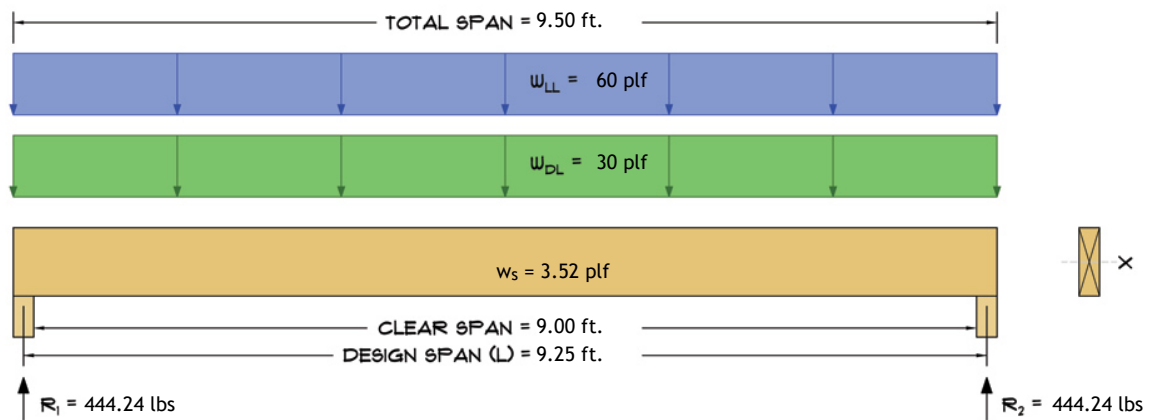 TOTAL SPAN = 9.50 ft.
wLL = 60 plf
wDL = 30 plf
ws = 3.52 plf
X
CLEAR SPAN = 9.00 ft.
DESIGN SPAN (L) = 9.25 ft.
R1 = 444.24 lbs
R2 = 444.24 lbs